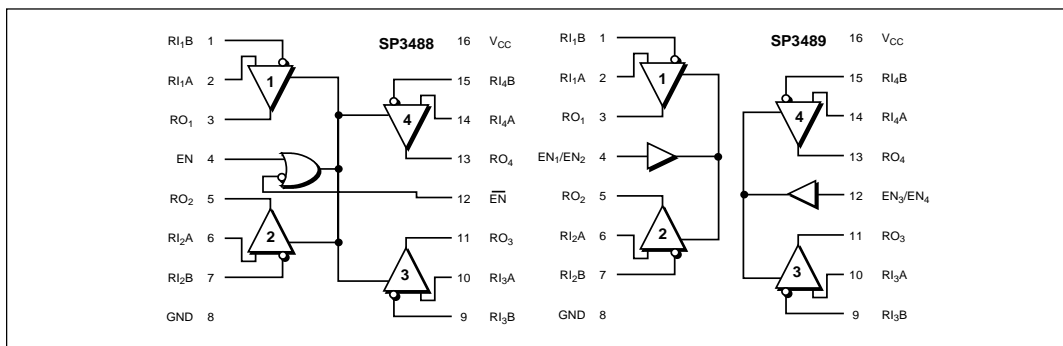 SP3488
RI₁B 1
RI₁A 2
RO₁ 3
EN 4
RO₂ 5
RI₂A 6
RI₂B 7
GND 8
1
2
4
3
16 V_CC
15 RI₄B
14 RI₄A
13 RO₄
12 E̅N̅
11 RO₃
10 RI₃A
9 RI₃B
SP3489
RI₁B 1
RI₁A 2
RO₁ 3
EN₁/EN₂ 4
RO₂ 5
RI₂A 6
RI₂B 7
GND 8
1
2
4
3
16 V_CC
15 RI₄B
14 RI₄A
13 RO₄
12 EN₃/EN₄
11 RO₃
10 RI₃A
9 RI₃B